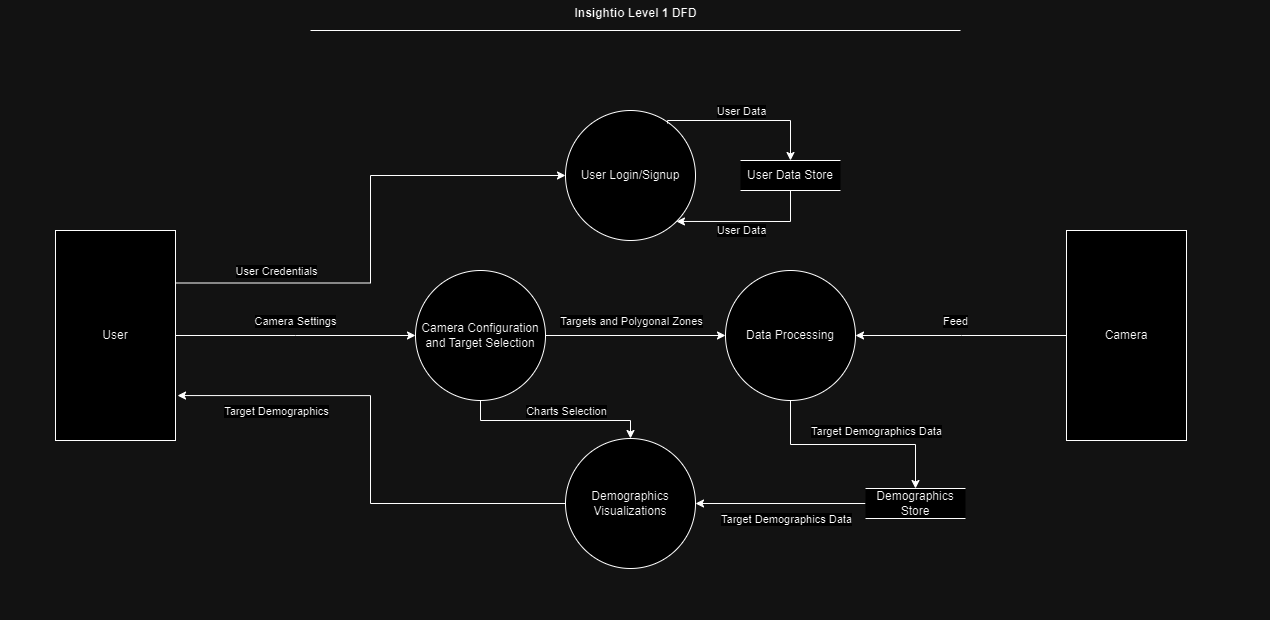 Insightio Level 1 DFD
User Data
User Login/Signup
User Data Store
User Data
User Credentials
User
Camera Settings
Camera Configuration
and Target Selection
Targets and Polygonal Zones
Data Processing
Feed
Camera
Target Demographics
Charts Selection
Target Demographics Data
Demographics
Visualizations
Demographics
Store
Target Demographics Data